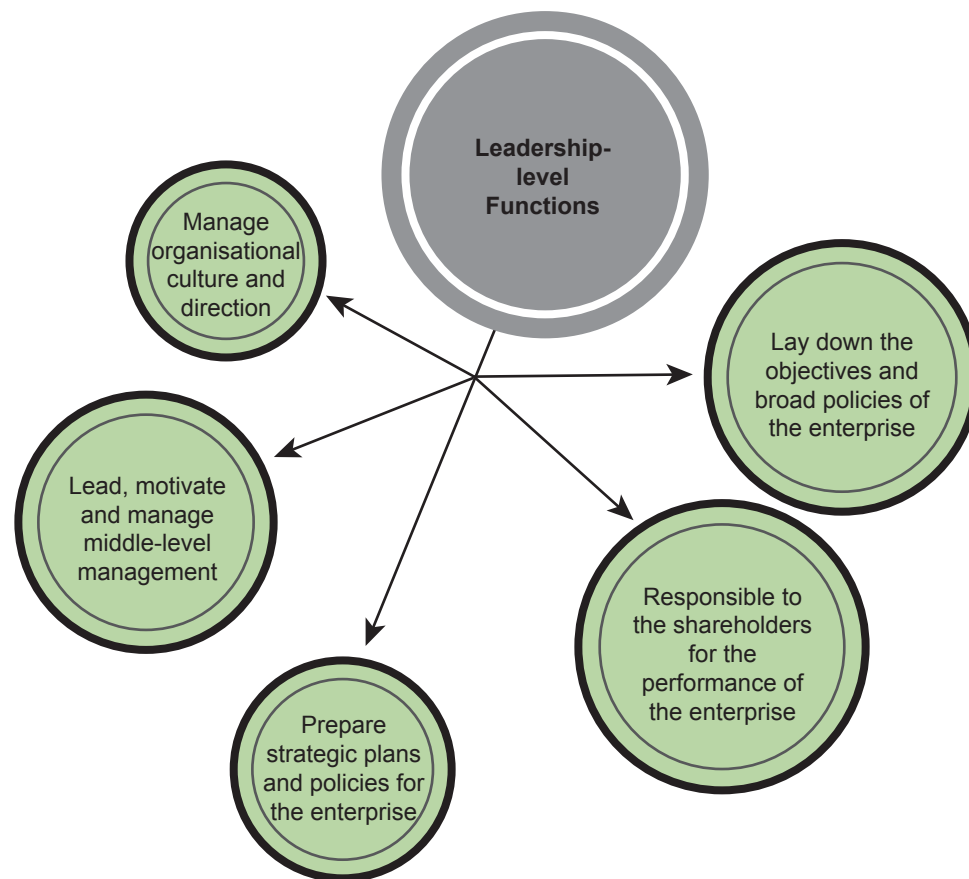 Leadership-
level
Functions
Manage
organisational
culture and
direction
Lay down the
objectives and
broad policies of
the enterprise
Lead, motivate
and manage
middle-level
management
Responsible to
the shareholders
for the
performance of
the enterprise
Prepare
strategic plans
and policies for
the enterprise